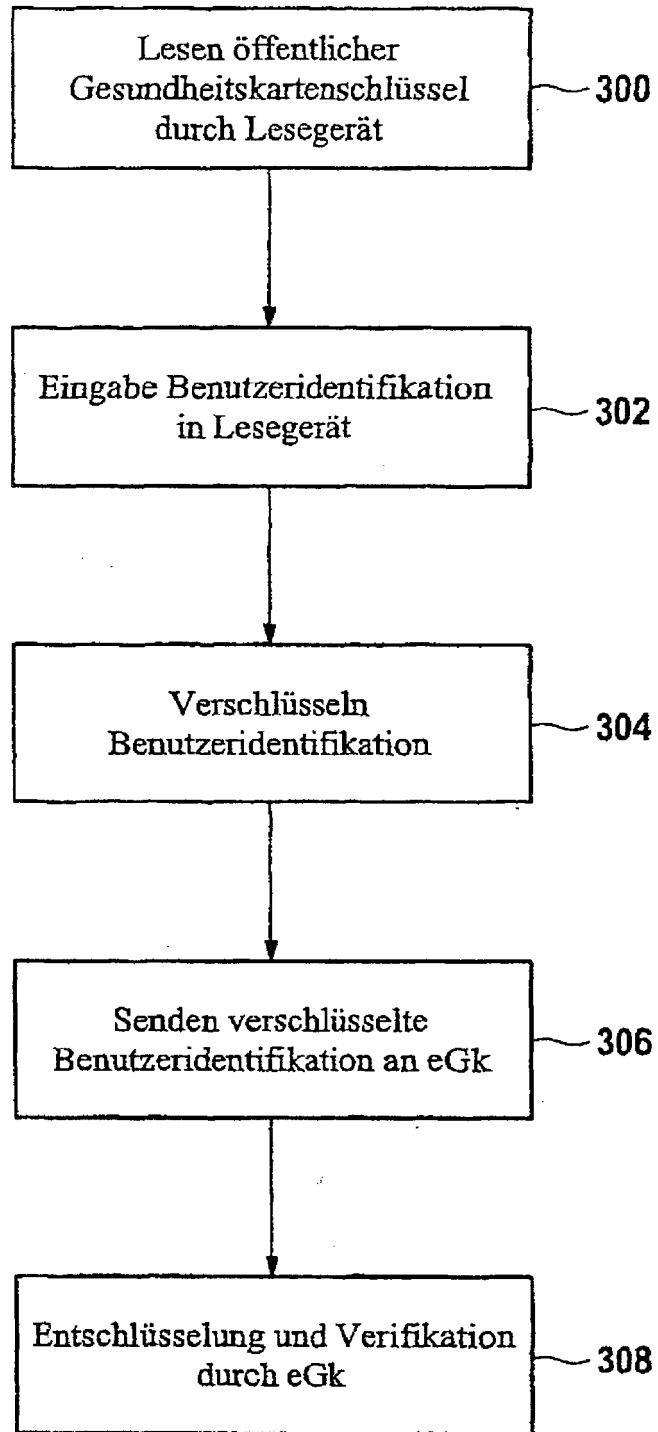 Lesen öffentlicher
Gesundheitskartenschlüssel
durch Lesegerät
300
Eingabe Benutzeridentifikation
in Lesegerät
302
Verschlüsseln
Benutzeridentifikation
304
Senden verschlüsselte
Benutzeridentifikation an eGk
306
Entschlüsselung und Verifikation
durch eGk
308